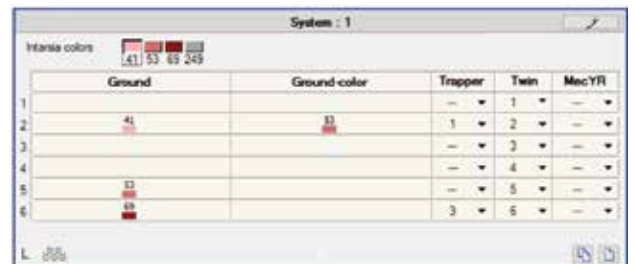 System : 1
Intarsia colors
41 53 69 249
Ground Ground-color Trapper Twin MecYR
1 -- 1 --
2 41 53 1 2 --
3 -- 3 --
4 -- 4 --
5 53 -- 5 --
6 69 3 6 --
L